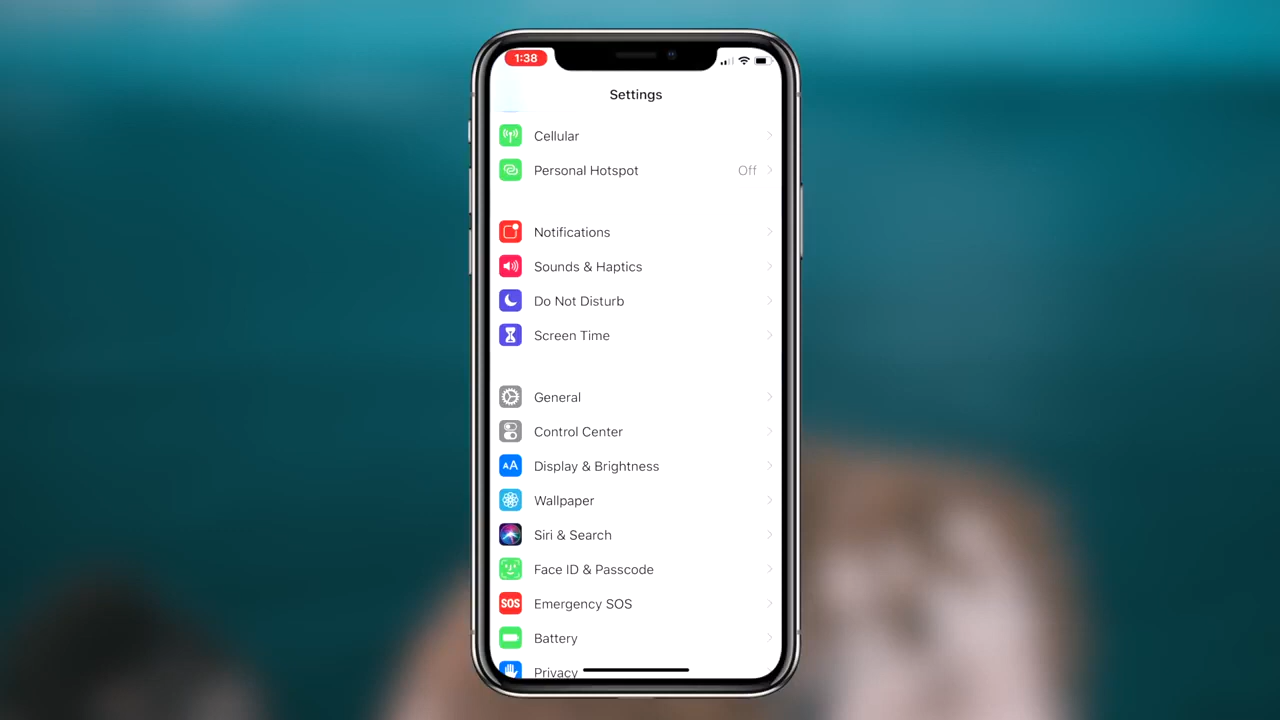 1:38
Settings
Cellular
Personal Hotspot Off
Notifications
Sounds & Haptics
Do Not Disturb
Screen Time
General
Control Center
AA Display & Brightness
Wallpaper
Siri & Search
Face ID & Passcode
SOS Emergency SOS
Battery
Privacy